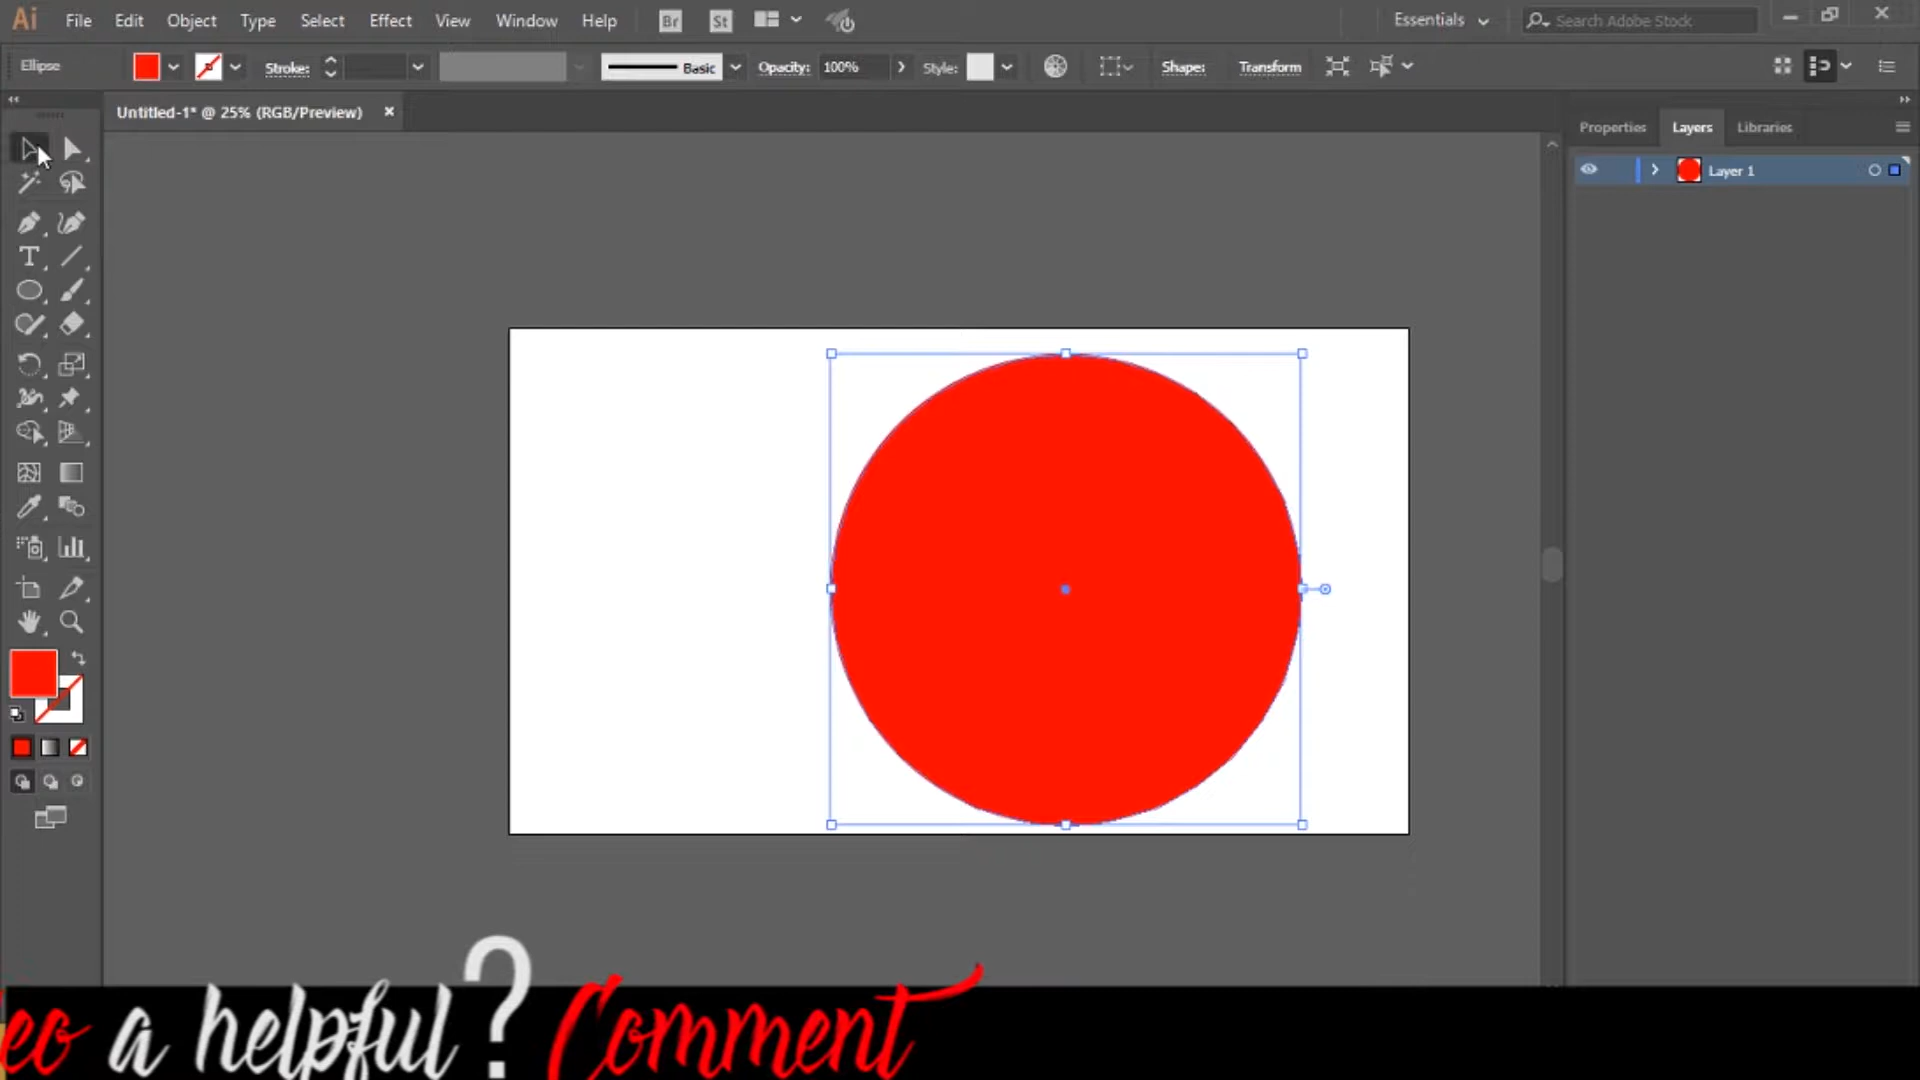 Ai File Edit Object Type Select Effect View Window Help Br St Essentials Search Adobe Stock
Ellipse Stroke: Basic Opacity: 100% Style: Shape: Transform
Untitled-1* @ 25% (RGB/Preview)
Properties Layers Libraries
Layer 1
eo a helpful? Comment